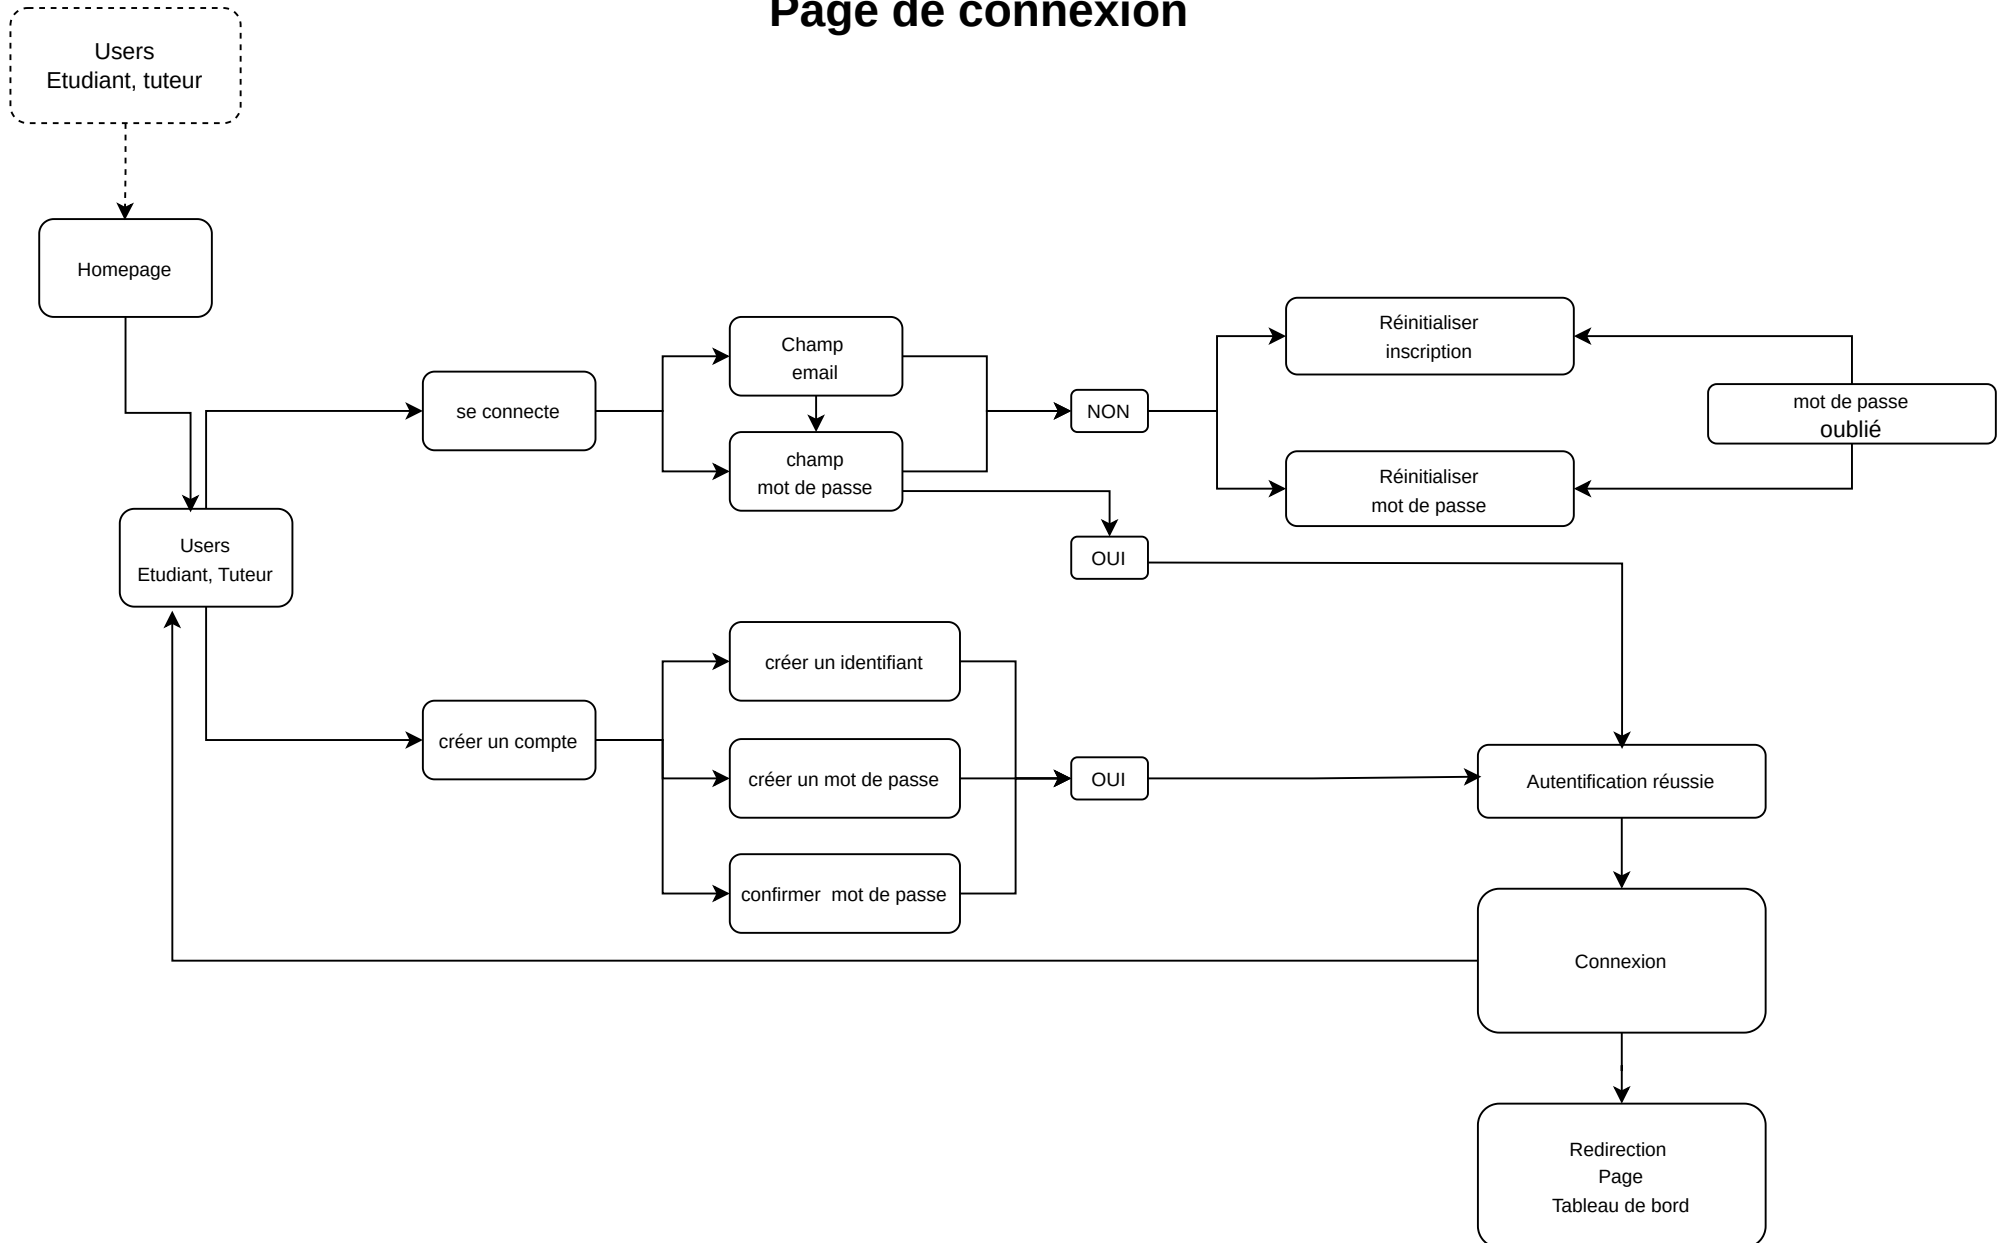 Page de connexion
Users
Etudiant, tuteur
Homepage
Users
Etudiant, Tuteur
se connecte
Champ
email
champ
mot de passe
NON
OUI
Réinitialiser
inscription
Réinitialiser
mot de passe
mot de passe
oublié
créer un compte
créer un identifiant
créer un mot de passe
confirmer  mot de passe
OUI
Autentification réussie
Connexion
Redirection
Page
Tableau de bord